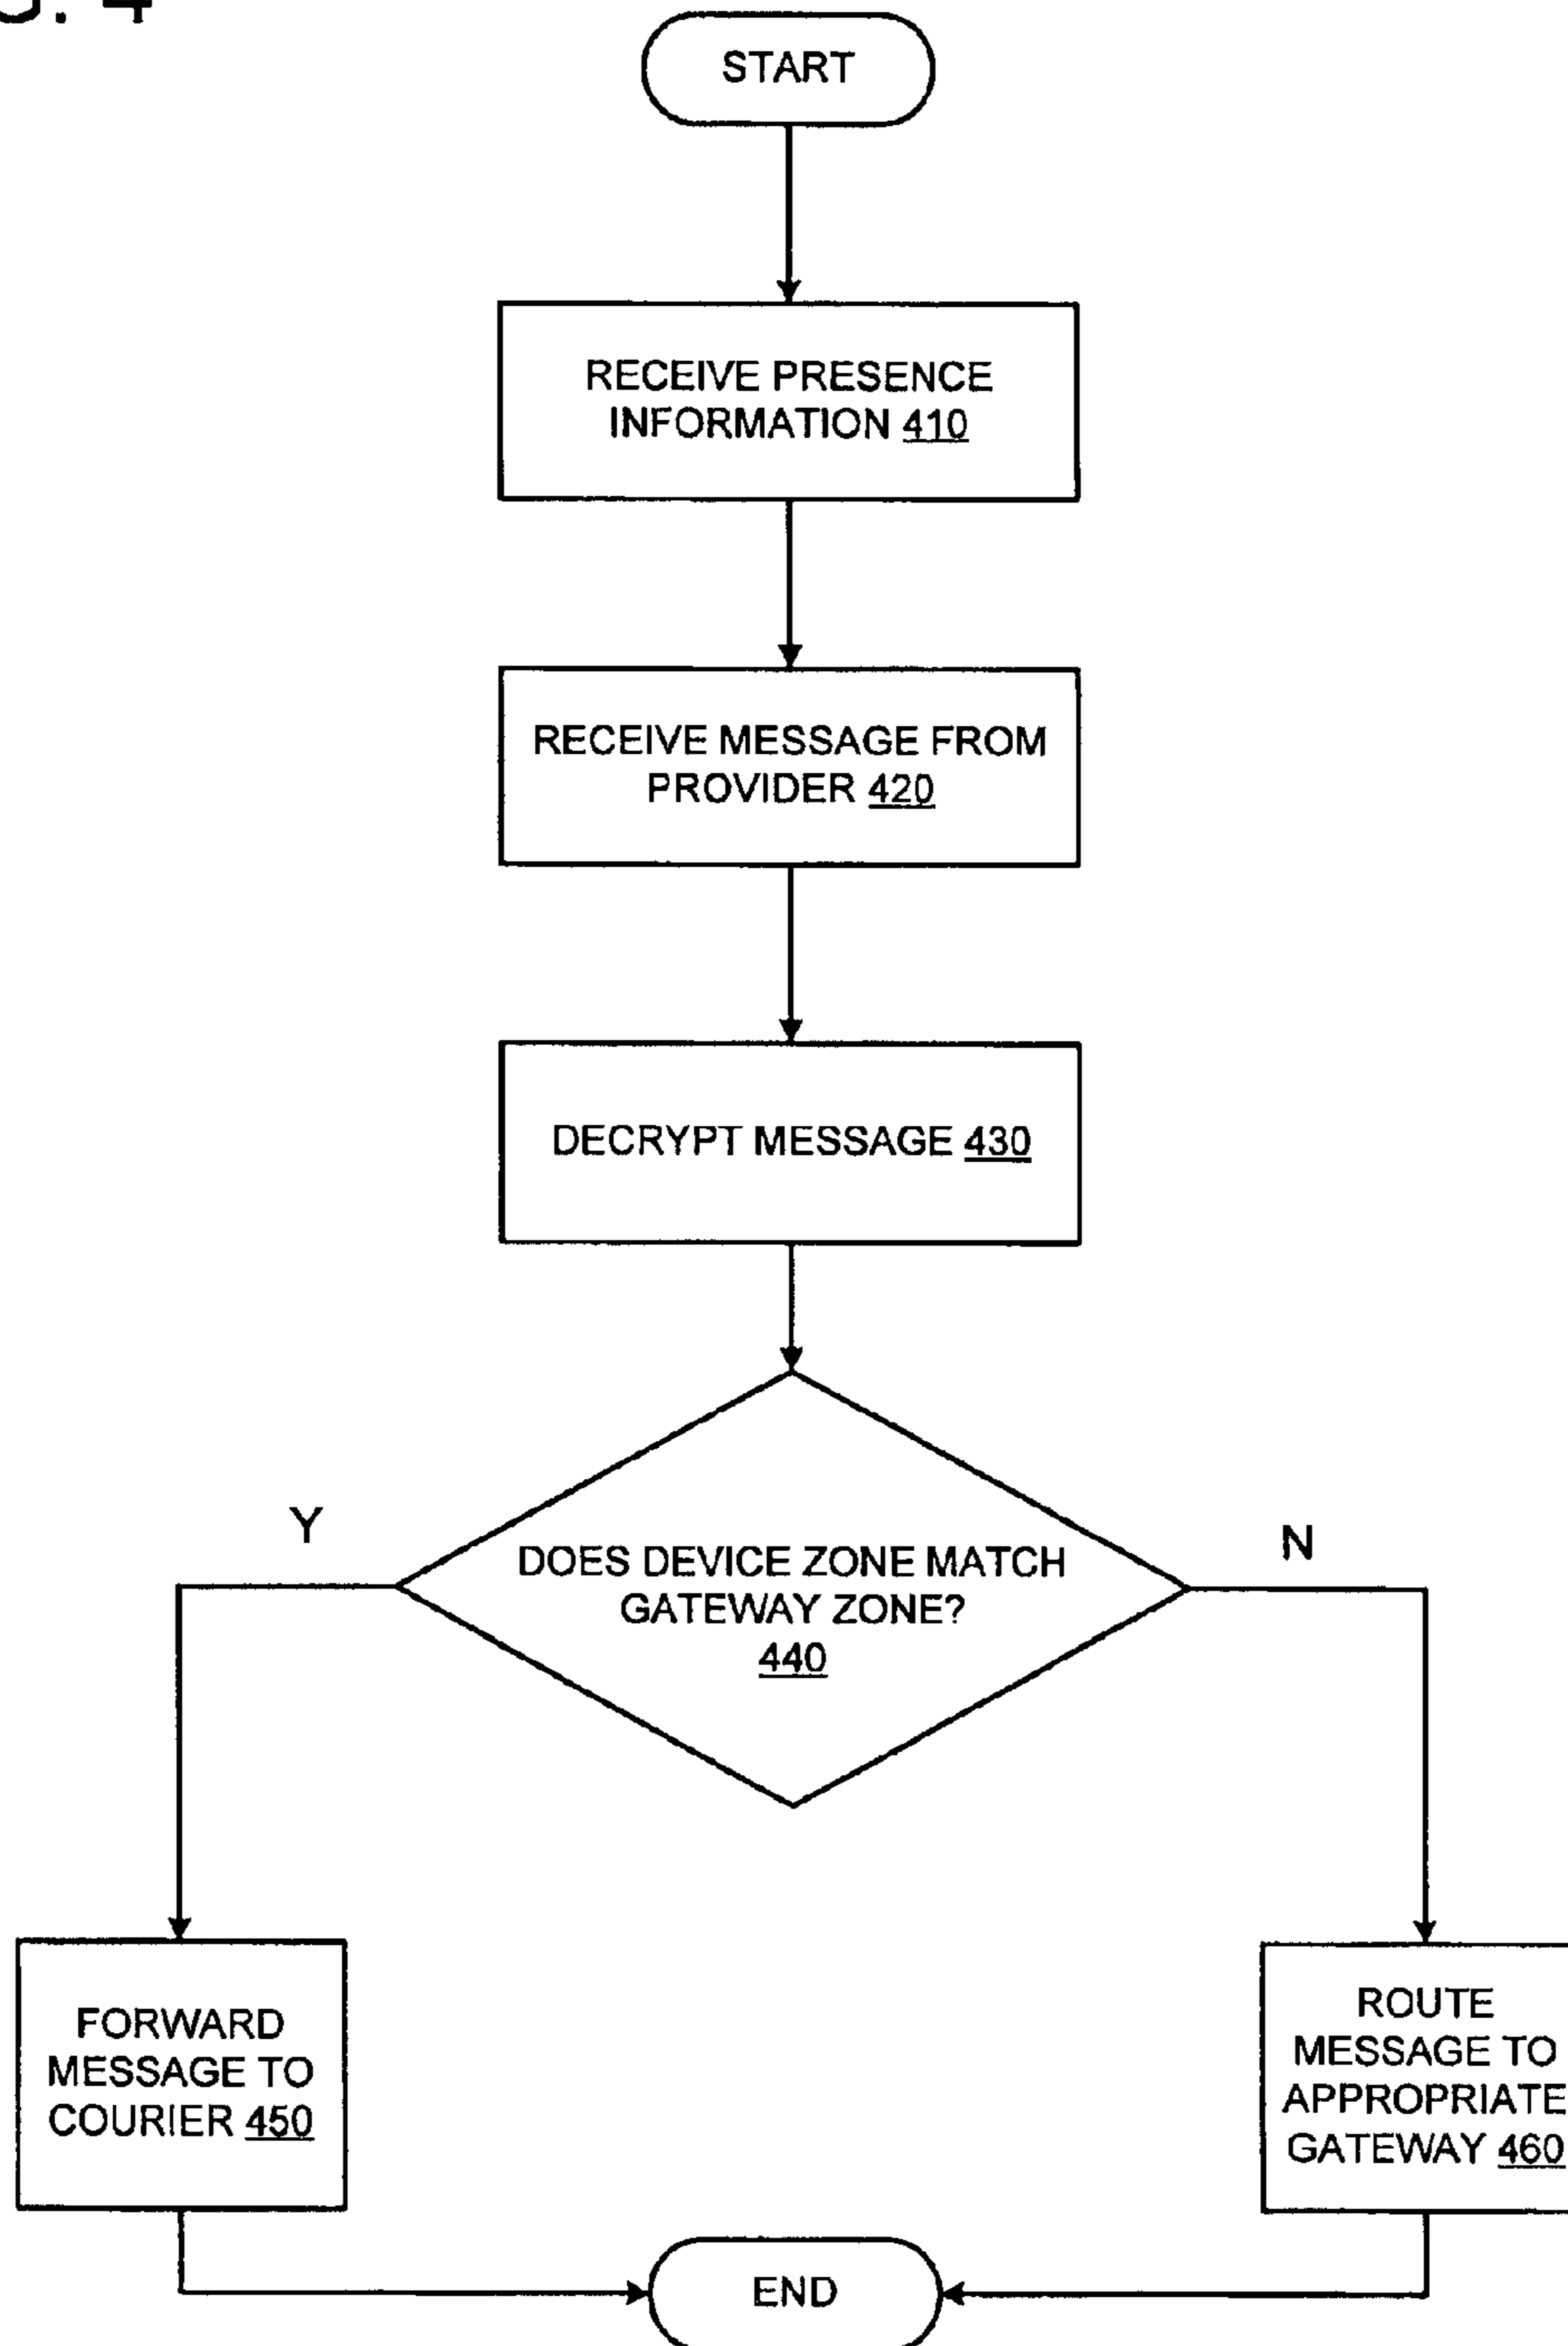 . 4
START
RECEIVE PRESENCE
INFORMATION 410
RECEIVE MESSAGE FROM
PROVIDER 420
DECRYPT MESSAGE 430
DOES DEVICE ZONE MATCH
GATEWAY ZONE?
440
Y
N
FORWARD
MESSAGE TO
COURIER 450
ROUTE
MESSAGE TO
APPROPRIATE
GATEWAY 460
END